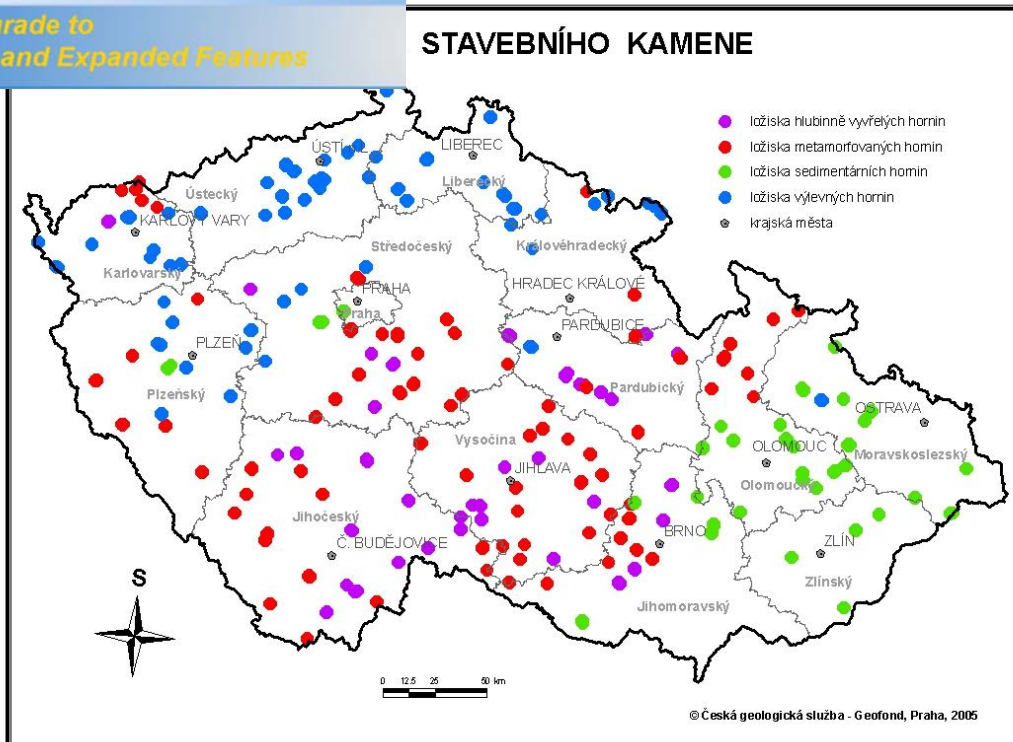 grade to
and Expanded Features
STAVEBNÍHO KAMENE
ložiska hlubinně vyvřelých hornin
ložiska metamorfovaných hornin
ložiska sedimentárních hornin
ložiska výlevných hornin
krajská města
LIBEREC
Liberecký
Ústecký
KARLOVY VARY
Karlovarský
Středočeský
Královéhradecký
HRADEC KRÁLOVÉ
PRAHA
Praha
PARDUBICE
Pardubický
PLZEŇ
Plzeňský
OSTRAVA
Vysočina
OLOMOUC
Moravskoslezský
JIHLAVA
Olomoucký
Jihočeský
Č. BUDĚJOVICE
BRNO
ZLÍN
Zlínský
Jihomoravský
S
0 12.5 25 50 km
© Česká geologická služba - Geofond, Praha, 2005